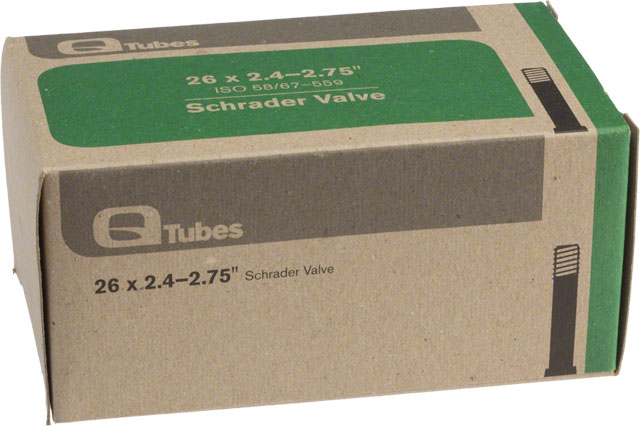 Q Tubes
26 x 2.4–2.75"
ISO 58/67–559
Schrader Valve
Q Tubes
26 x 2.4–2.75" Schrader Valve